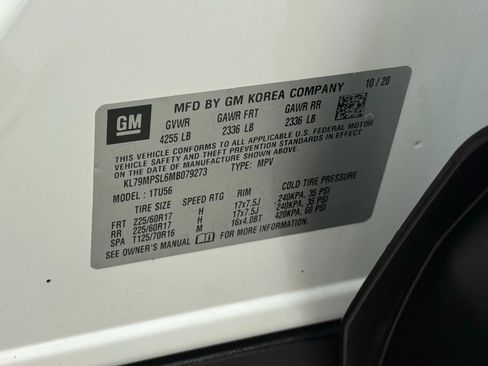 GM
MFD BY GM KOREA COMPANY
10 / 20
GVWR GAWR FRT GAWR RR
4255 LB 2336 LB 2336 LB
THIS VEHICLE CONFORMS TO ALL APPLICABLE U.S. FEDERAL MOTOR
VEHICLE SAFETY AND THEFT PREVENTION STANDARDS IN
EFFECT ON THE DATE OF MANUFACTURE SHOWN ABOVE.
KL79MPSL6MB079273 TYPE: MPV
MODEL: 1TU56
TIRE SIZE SPEED RTG RIM COLD TIRE PRESSURE
FRT 225/60R17 H 17x7.5J 240KPA, 35 PSI
RR 225/60R17 H 17x7.5J 240KPA, 35 PSI
SPA T125/70R16 M 16x4.0BT 420KPA, 60 PSI
SEE OWNER'S MANUAL FOR MORE INFORMATION.